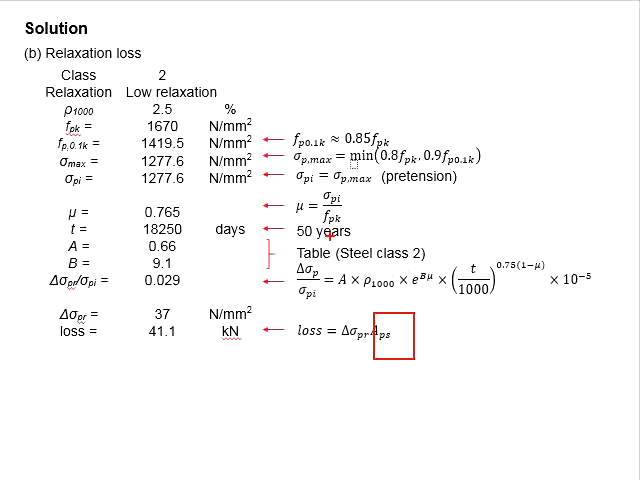 Solution
(b) Relaxation loss
Class 2
Relaxation Low relaxation
ρ1000 2.5 %
fpk = 1670 N/mm²
fp,0.1k = 1419.5 N/mm² ← fp0.1k ≈ 0.85fpk
σmax = 1277.6 N/mm² ← σp,max = min(0.8fpk, 0.9fp0.1k)
σpi = 1277.6 N/mm² ← σpi = σp,max (pretension)
μ = 0.765 ← μ = σpi/fpk
t = 18250 days ← 50 years
A = 0.66 Table (Steel class 2)
B = 9.1
Δσpr/σpi = 0.029 ← Δσp/σpi = A × ρ1000 × e^Bμ × (t/1000)^0.75(1−μ) × 10⁻⁵
Δσpr = 37 N/mm²
loss = 41.1 kN ← loss = ΔσprAps